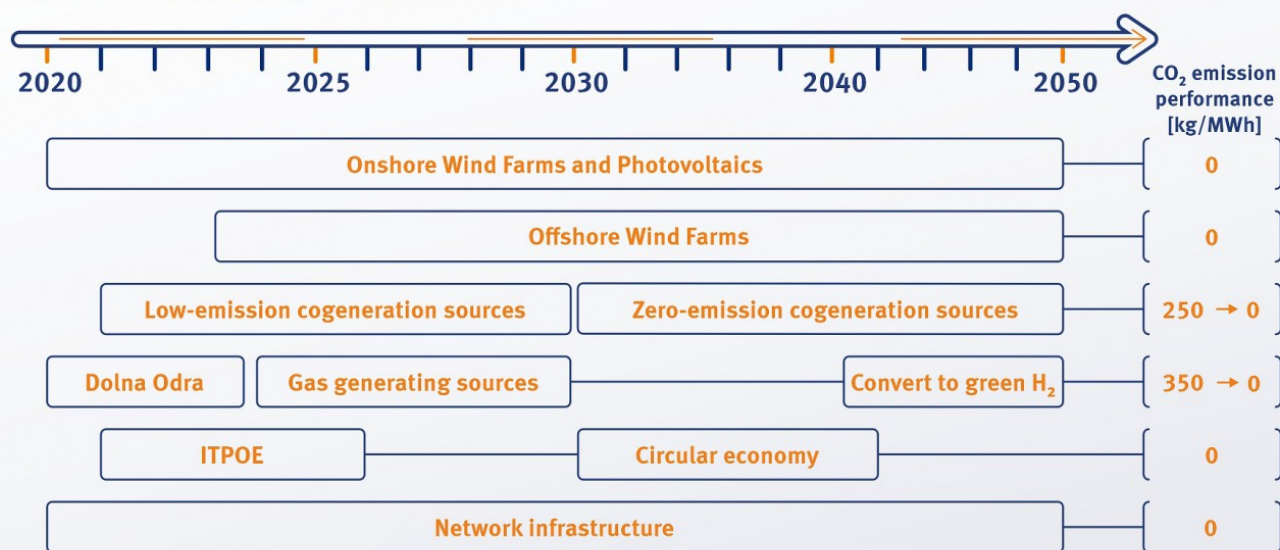 2020 2025 2030 2040 2050
CO₂ emission
performance
[kg/MWh]
Onshore Wind Farms and Photovoltaics 0
Offshore Wind Farms 0
Low-emission cogeneration sources Zero-emission cogeneration sources 250 → 0
Dolna Odra Gas generating sources Convert to green H₂ 350 → 0
ITPOE Circular economy 0
Network infrastructure 0